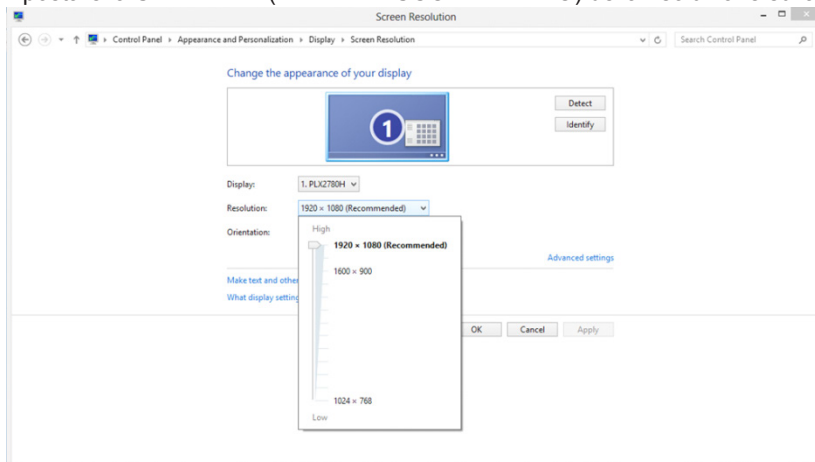 Screen Resolution
Control Panel › Appearance and Personalization › Display › Screen Resolution
Search Control Panel
Change the appearance of your display
1
Detect
Identify
Display: 1. PLX2780H
Resolution: 1920 × 1080 (Recommended)
Orientation:
High
1920 × 1080 (Recommended)
1600 × 900
1024 × 768
Low
Advanced settings
Make text and other
What display setting
OK Cancel Apply